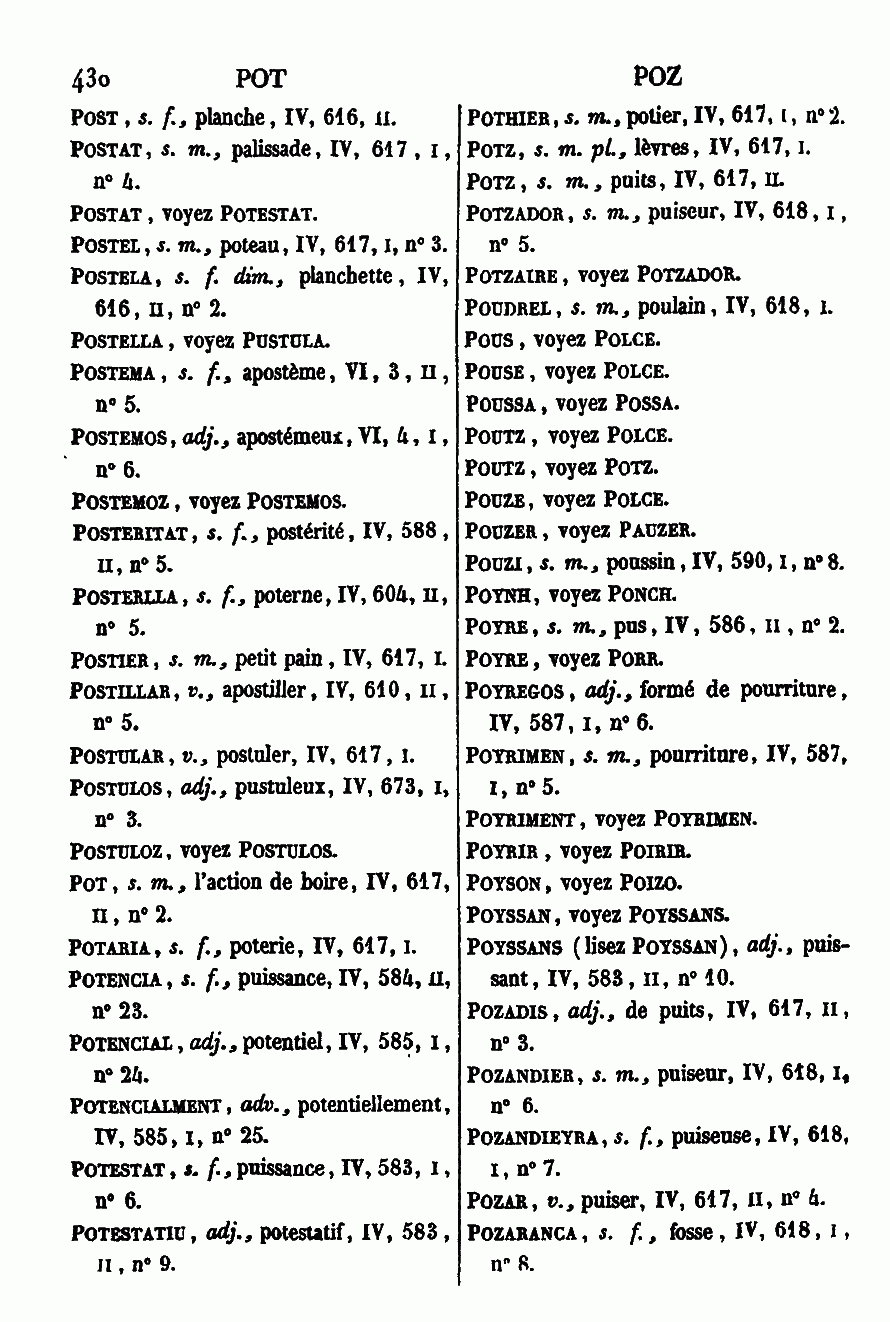 430 POT POZ
POST, s. f., planche, IV, 616, II.
POSTAT, s. m., palissade, IV, 617, I,
n° 4.
POSTAT, voyez POTESTAT.
POSTEL, s. m., poteau, IV, 617, I, n° 3.
POSTELA, s. f. dim., planchette, IV,
616, II, n° 2.
POSTELLA, voyez PUSTULA.
POSTEMA, s. f., apostème, VI, 3, II,
n° 5.
POSTEMOS, adj., apostémeux, VI, 4, I,
n° 6.
POSTEMOZ, voyez POSTEMOS.
POSTERITAT, s. f., postérité, IV, 588,
II, n° 5.
POSTERLLA, s. f., poterne, IV, 604, II,
n° 5.
POSTIER, s. m., petit pain, IV, 617, I.
POSTILLAR, v., apostiller, IV, 610, II,
n° 5.
POSTULAR, v., postuler, IV, 617, I.
POSTULOS, adj., pustuleux, IV, 673, I,
n° 3.
POSTULOZ, voyez POSTULOS.
POT, s. m., l'action de boire, IV, 617,
II, n° 2.
POTARIA, s. f., poterie, IV, 617, I.
POTENCIA, s. f., puissance, IV, 584, II,
n° 23.
POTENCIAL, adj., potentiel, IV, 585, I,
n° 24.
POTENCIALMENT, adv., potentiellement,
IV, 585, I, n° 25.
POTESTAT, s. f., puissance, IV, 583, I,
n° 6.
POTESTATIU, adj., potestatif, IV, 583,
II, n° 9.
POTHIER, s. m., potier, IV, 617, I, n° 2.
POTZ, s. m. pl., lèvres, IV, 617, I.
POTZ, s. m., puits, IV, 617, II.
POTZADOR, s. m., puiseur, IV, 618, I,
n° 5.
POTZAIRE, voyez POTZADOR.
POUDREL, s. m., poulain, IV, 618, I.
POUS, voyez POLCE.
POUSE, voyez POLCE.
POUSSA, voyez POSSA.
POUTZ, voyez POLCE.
POUTZ, voyez POTZ.
POUZE, voyez POLCE.
POUZER, voyez PAUZER.
POUZI, s. m., poussin, IV, 590, I, n° 8.
POYNH, voyez PONCH.
POYRE, s. m., pus, IV, 586, II, n° 2.
POYRE, voyez PORR.
POYREGOS, adj., formé de pourriture,
IV, 587, I, n° 6.
POYRIMEN, s. m., pourriture, IV, 587,
I, n° 5.
POYRIMENT, voyez POYRIMEN.
POYRIR, voyez POIRIR.
POYSON, voyez POIZO.
POYSSAN, voyez POYSSANS.
POYSSANS (lisez POYSSAN), adj., puis-
sant, IV, 583, II, n° 10.
POZADIS, adj., de puits, IV, 617, II,
n° 3.
POZANDIER, s. m., puiseur, IV, 618, I,
n° 6.
POZANDIEYRA, s. f., puiseuse, IV, 618,
I, n° 7.
POZAR, v., puiser, IV, 617, II, n° 4.
POZARANCA, s. f., fosse, IV, 618, I,
n° 8.